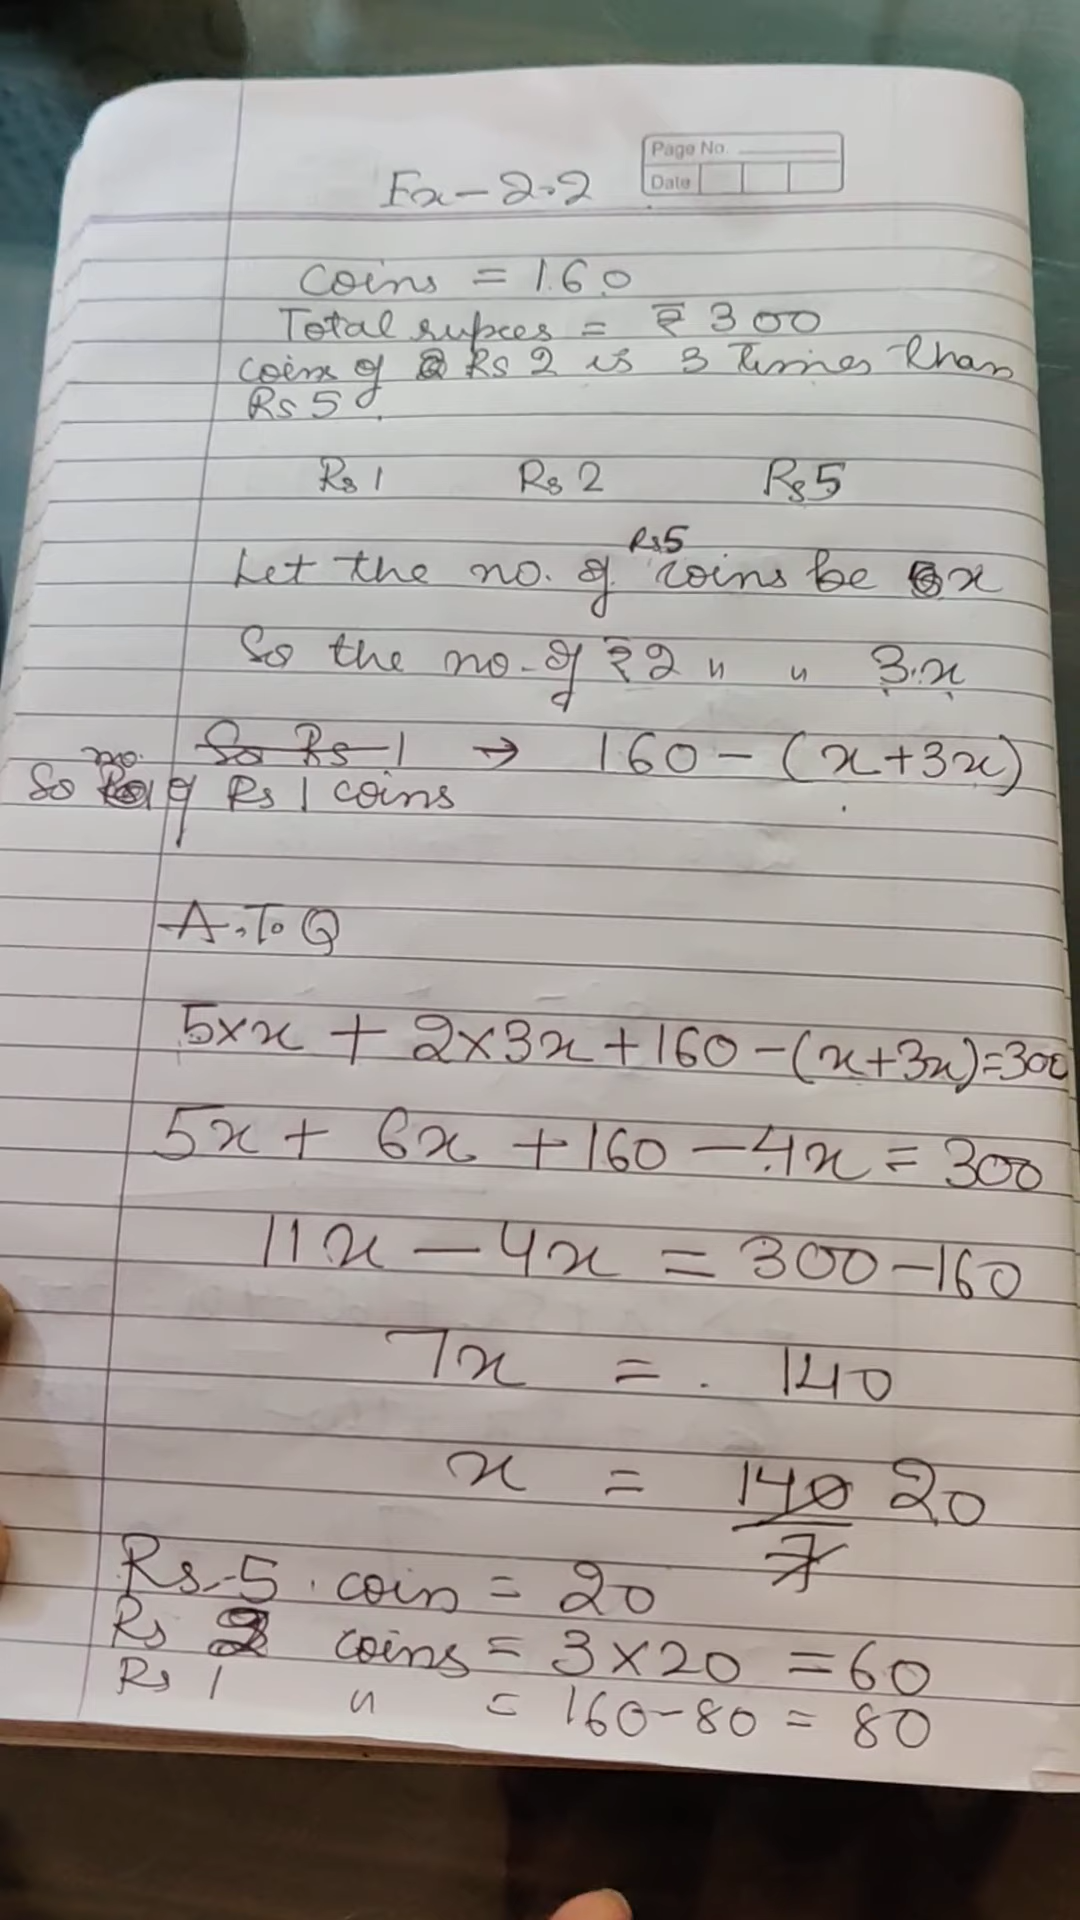 Page No.
Date
Ex - 2.2
coins = 160
Total rupees = ₹ 300
coins of Rs 2 is 3 times than
Rs 5.
Rs 1 Rs 2 Rs 5
Let the no. of Rs5 coins be x
So the no. of ₹2 " " 3x
So Rs 1 → 160 - (x+3x)
So no. of Rs 1 coins
A. To Q
5×x + 2×3x + 160 - (x+3x)=300
5x + 6x + 160 - 4x = 300
11x - 4x = 300 - 160
7x = 140
x = 140/7 20
Rs-5 coin = 20
Rs 2 coins = 3×20 = 60
Rs 1 " = 160-80 = 80